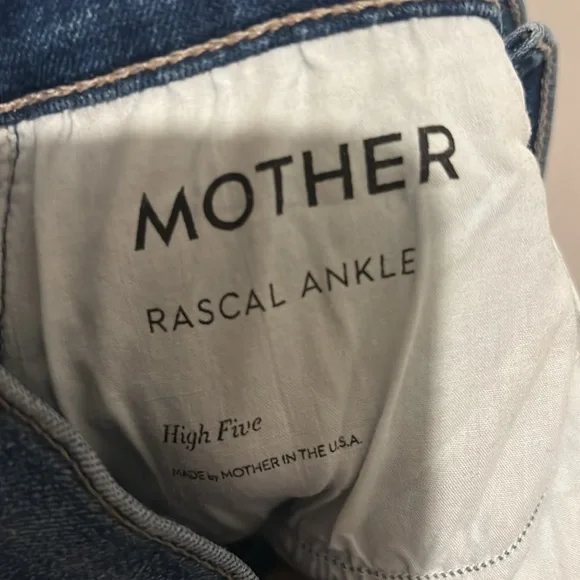 MOTHER
RASCAL ANKLE
High Five
MADE by MOTHER IN THE U.S.A.